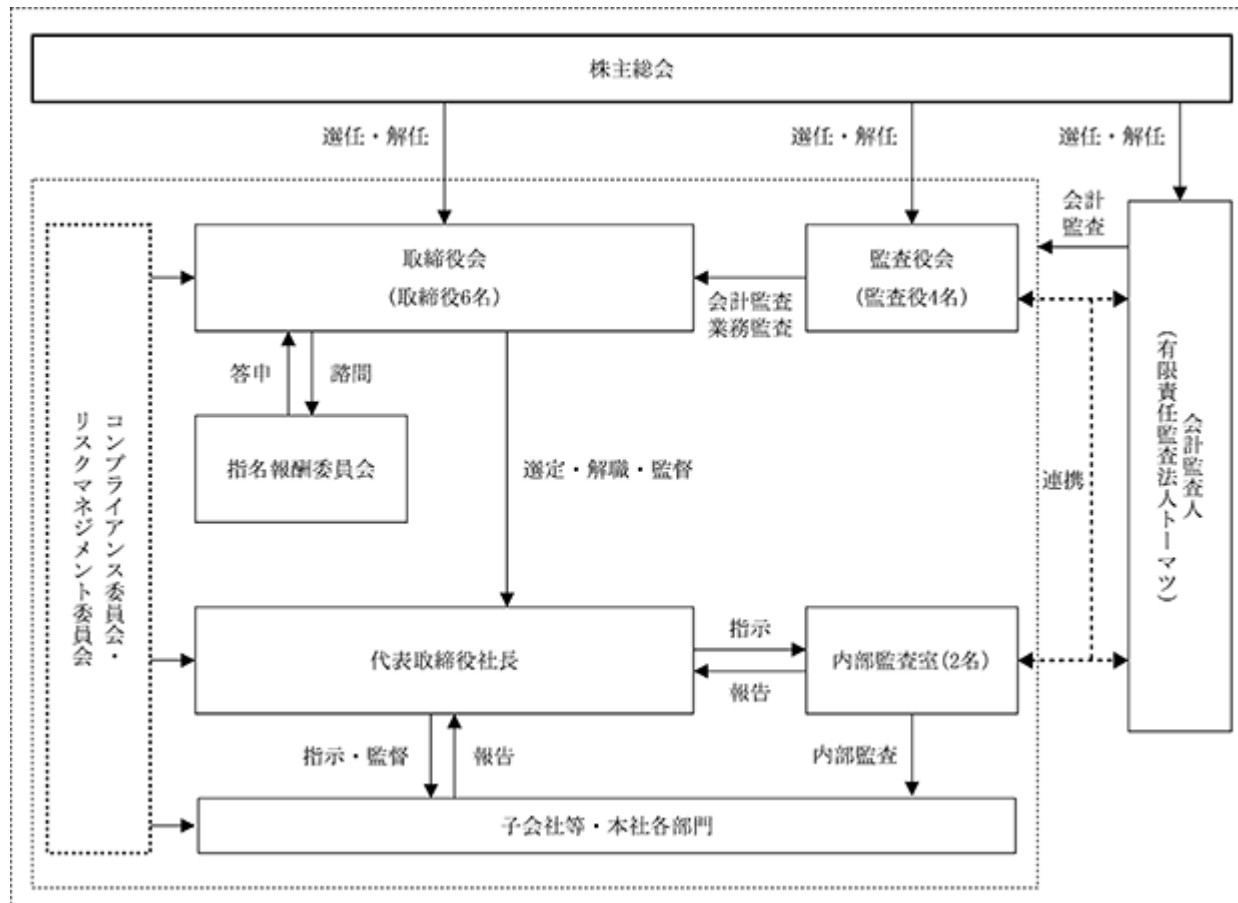 株主総会
選任・解任
選任・解任
選任・解任
会計
監査
取締役会
(取締役6名)
監査役会
(監査役4名)
会計監査
業務監査
答申
諮問
指名報酬委員会
選定・解職・監督
連携
コンプライアンス委員会・
リスクマネジメント委員会
会計監査人
(有限責任監査法人トーマツ)
代表取締役社長
指示
報告
内部監査室(2名)
指示・監督
報告
内部監査
子会社等・本社各部門